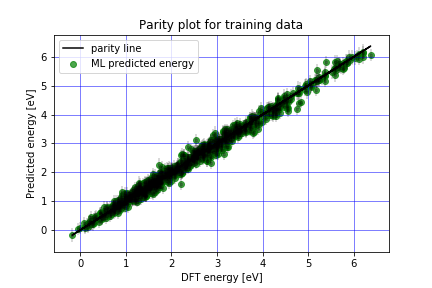 Parity plot for training data
parity line
ML predicted energy
Predicted energy [eV]
6
5
4
3
2
1
0
0 1 2 3 4 5 6
DFT energy [eV]